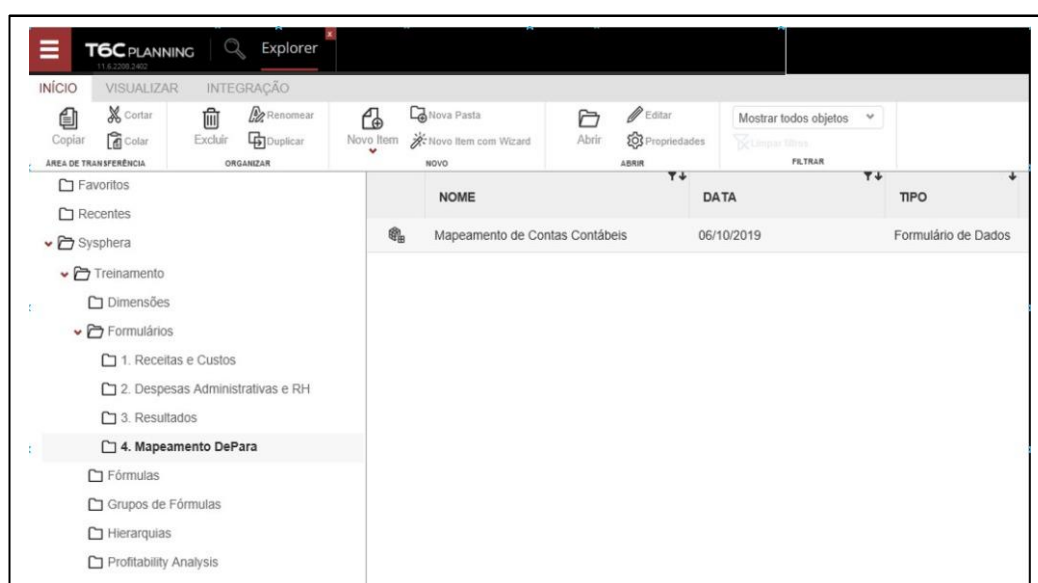 T6C PLANNING
11.6.2208.2402
Explorer
x
INÍCIO VISUALIZAR INTEGRAÇÃO
Copiar
Cortar
Colar
ÁREA DE TRANSFERÊNCIA
Excluir
Renomear
Duplicar
ORGANIZAR
Novo Item
Nova Pasta
Novo Item com Wizard
NOVO
Abrir
Editar
Propriedades
ABRIR
Mostrar todos objetos
Limpar filtros
FILTRAR
Favoritos
Recentes
Sysphera
Treinamento
Dimensões
Formulários
1. Receitas e Custos
2. Despesas Administrativas e RH
3. Resultados
4. Mapeamento DePara
Fórmulas
Grupos de Fórmulas
Hierarquias
Profitability Analysis
NOME DATA TIPO
Mapeamento de Contas Contábeis 06/10/2019 Formulário de Dados